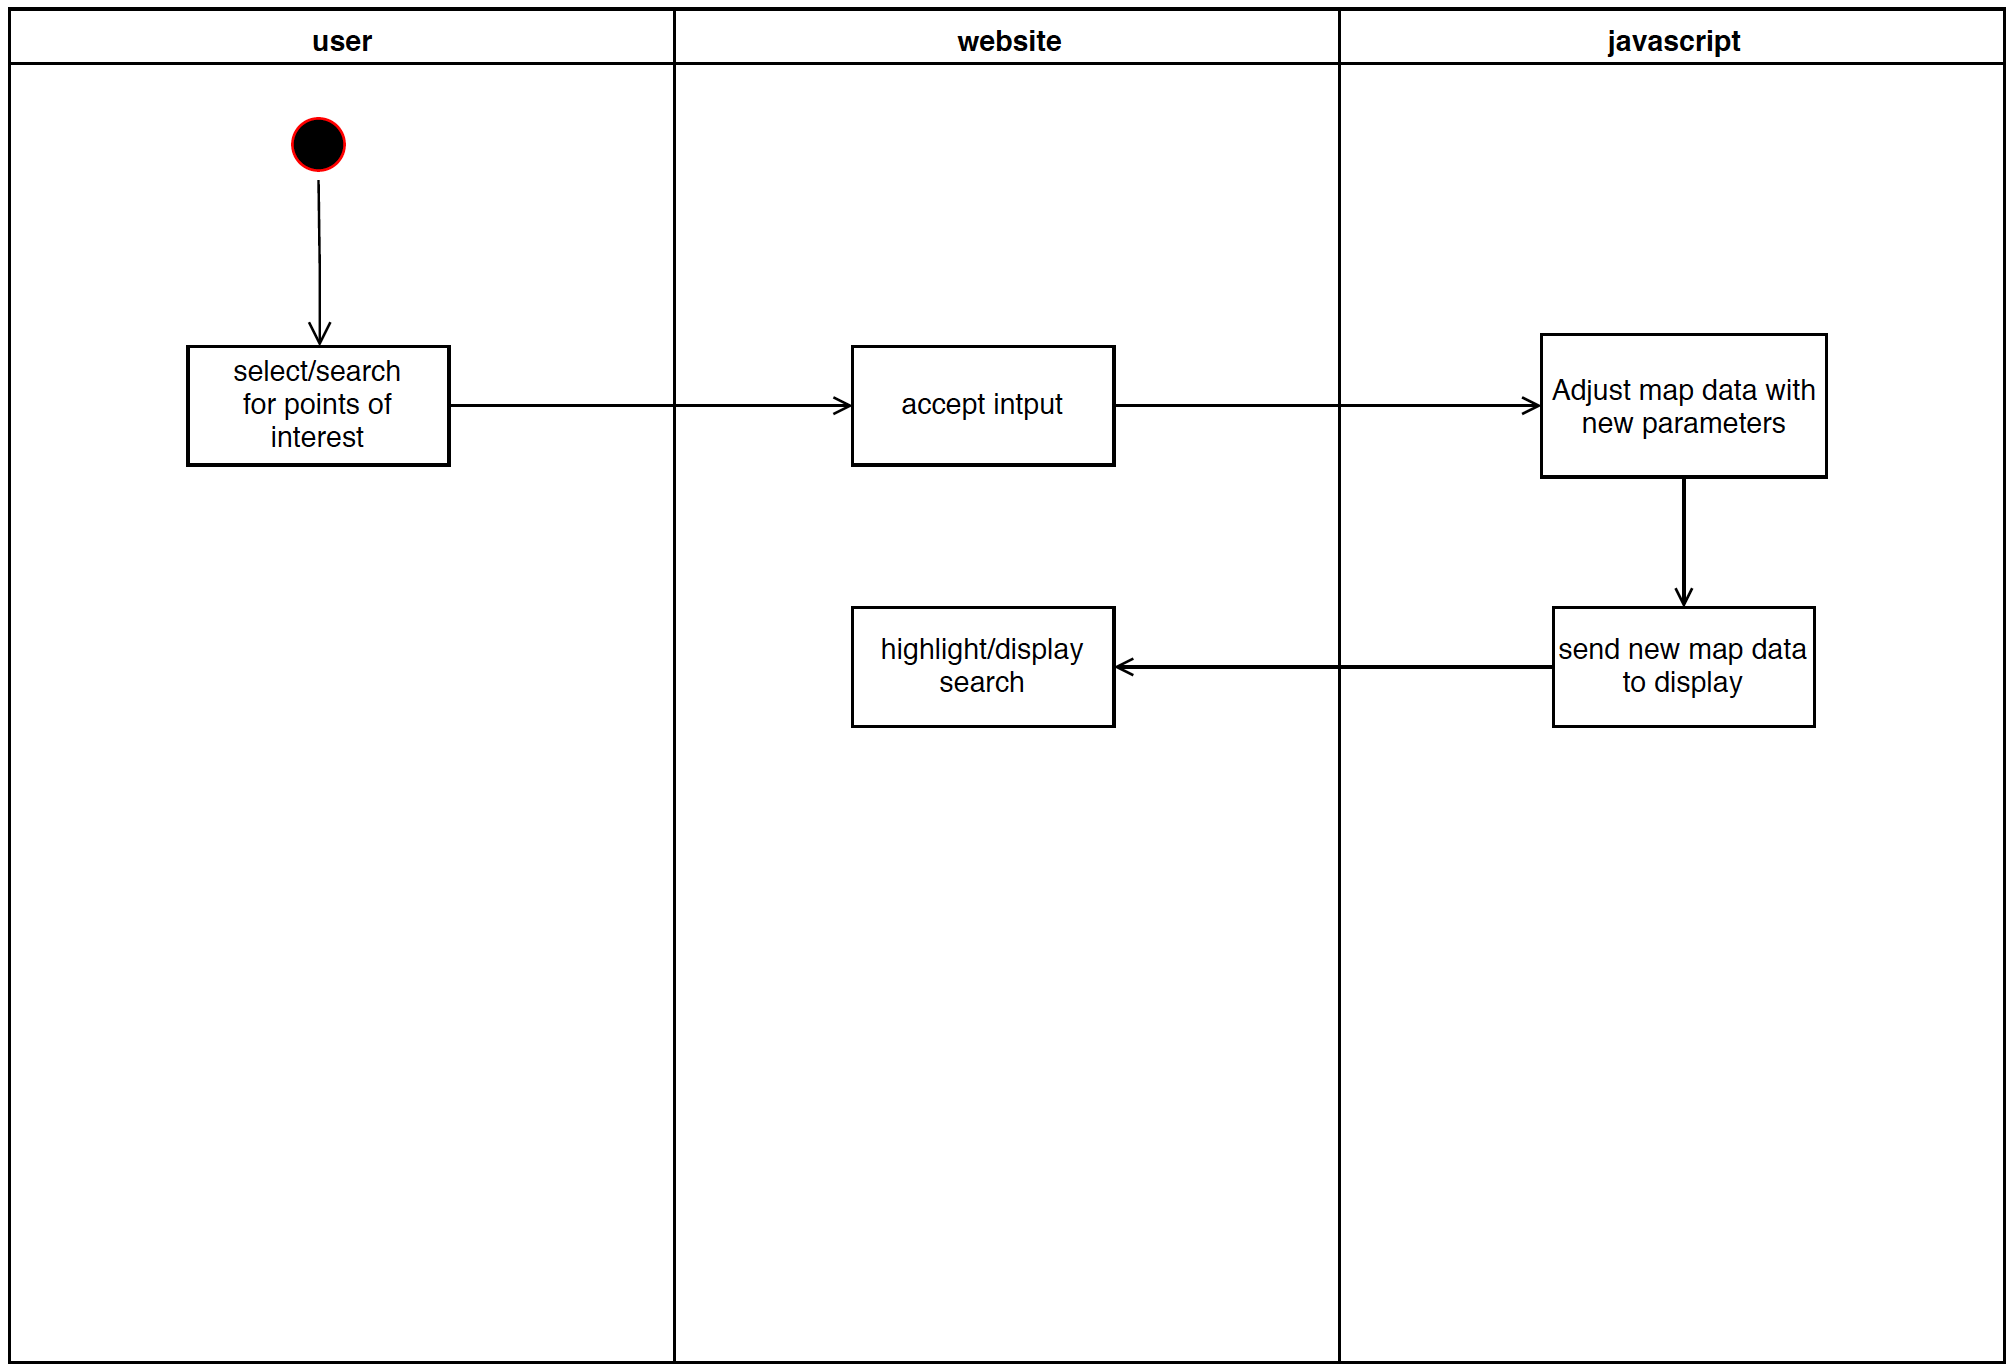 user
website
javascript
select/search
for points of
interest
accept intput
Adjust map data with
new parameters
highlight/display
search
send new map data
to display